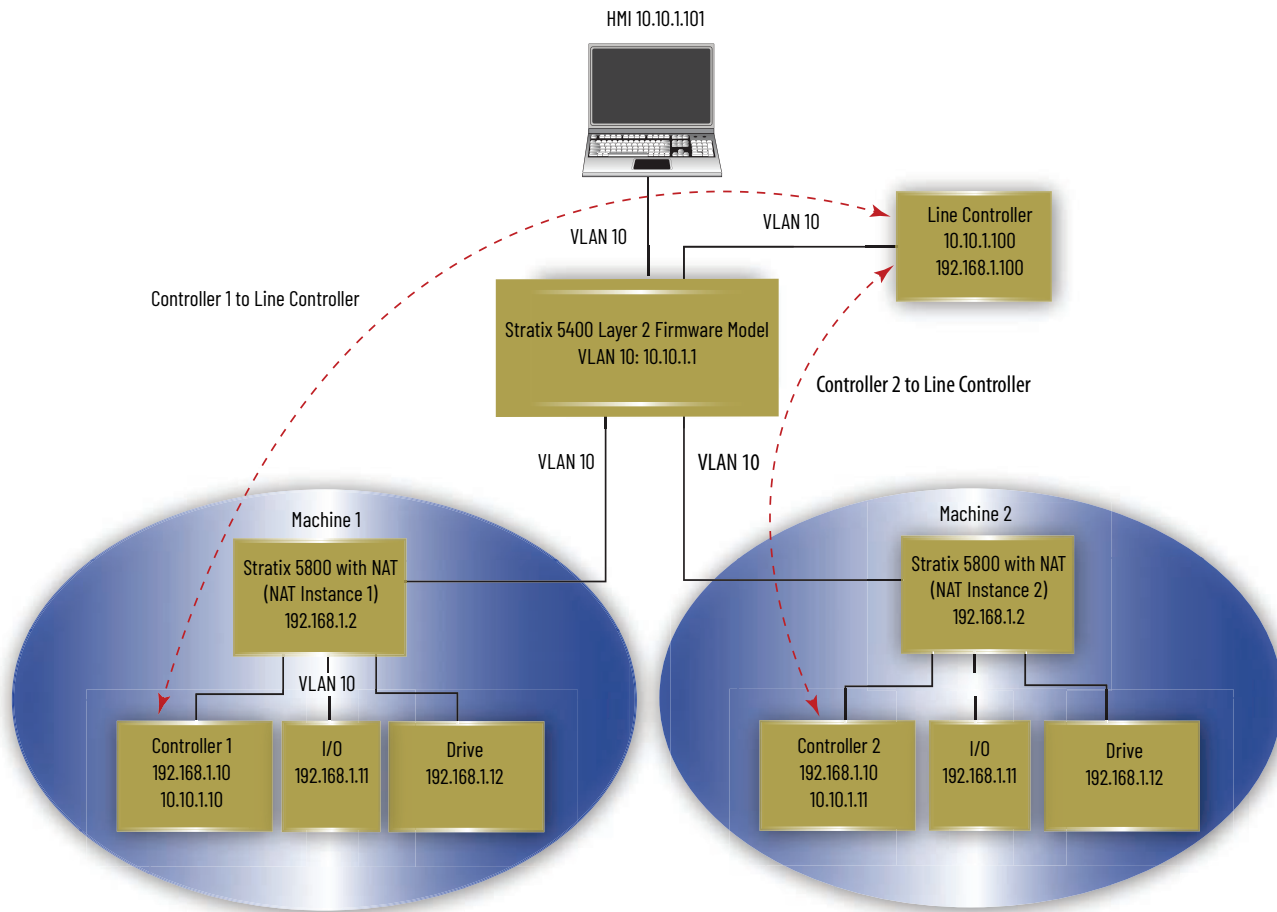 HMI 10.10.1.101
VLAN 10
VLAN 10
Line Controller
10.10.1.100
192.168.1.100
Controller 1 to Line Controller
Stratix 5400 Layer 2 Firmware Model
VLAN 10: 10.10.1.1
Controller 2 to Line Controller
VLAN 10
VLAN 10
Machine 1
Stratix 5800 with NAT
(NAT Instance 1)
192.168.1.2
VLAN 10
Controller 1
192.168.1.10
10.10.1.10
I/O
192.168.1.11
Drive
192.168.1.12
Machine 2
Stratix 5800 with NAT
(NAT Instance 2)
192.168.1.2
Controller 2
192.168.1.10
10.10.1.11
I/O
192.168.1.11
Drive
192.168.1.12